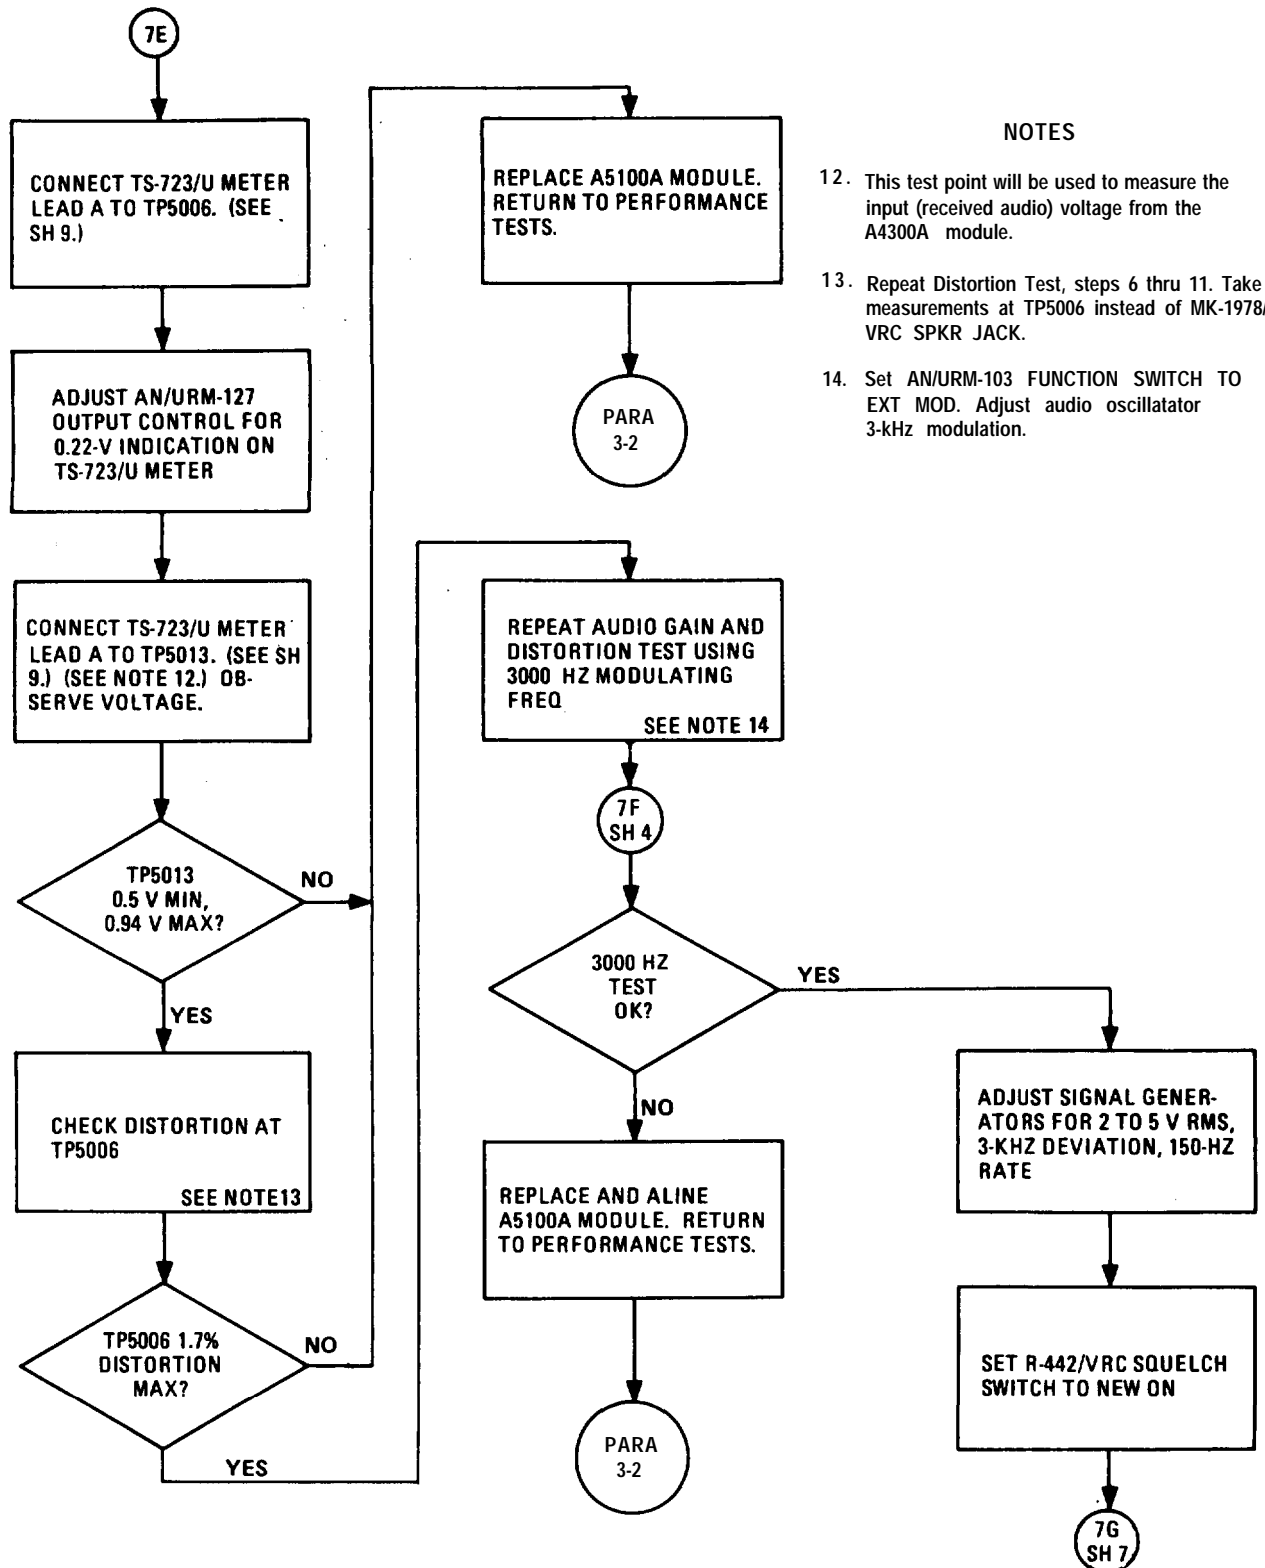 7E
CONNECT TS-723/U METER
LEAD A TO TP5006. (SEE
SH 9.)
ADJUST AN/URM-127
OUTPUT CONTROL FOR
0.22-V INDICATION ON
TS-723/U METER
CONNECT TS-723/U METER
LEAD A TO TP5013. (SEE SH
9.) (SEE NOTE 12.) OB-
SERVE VOLTAGE.
TP5013
0.5 V MIN,
0.94 V MAX?
NO
YES
CHECK DISTORTION AT
TP5006
SEE NOTE13
TP5006 1.7%
DISTORTION
MAX?
NO
YES
REPLACE A5100A MODULE.
RETURN TO PERFORMANCE
TESTS.
PARA
3-2
REPEAT AUDIO GAIN AND
DISTORTION TEST USING
3000 HZ MODULATING
FREQ
SEE NOTE 14
7F
SH 4
3000 HZ
TEST
OK?
YES
NO
REPLACE AND ALINE
A5100A MODULE. RETURN
TO PERFORMANCE TESTS.
PARA
3-2
NOTES
12. This test point will be used to measure the
input (received audio) voltage from the
A4300A module.
13. Repeat Distortion Test, steps 6 thru 11. Take
measurements at TP5006 instead of MK-1978/
VRC SPKR JACK.
14. Set AN/URM-103 FUNCTION SWITCH TO
EXT MOD. Adjust audio oscillatator
3-kHz modulation.
ADJUST SIGNAL GENER-
ATORS FOR 2 TO 5 V RMS,
3-KHZ DEVIATION, 150-HZ
RATE
SET R-442/VRC SQUELCH
SWITCH TO NEW ON
7G
SH 7